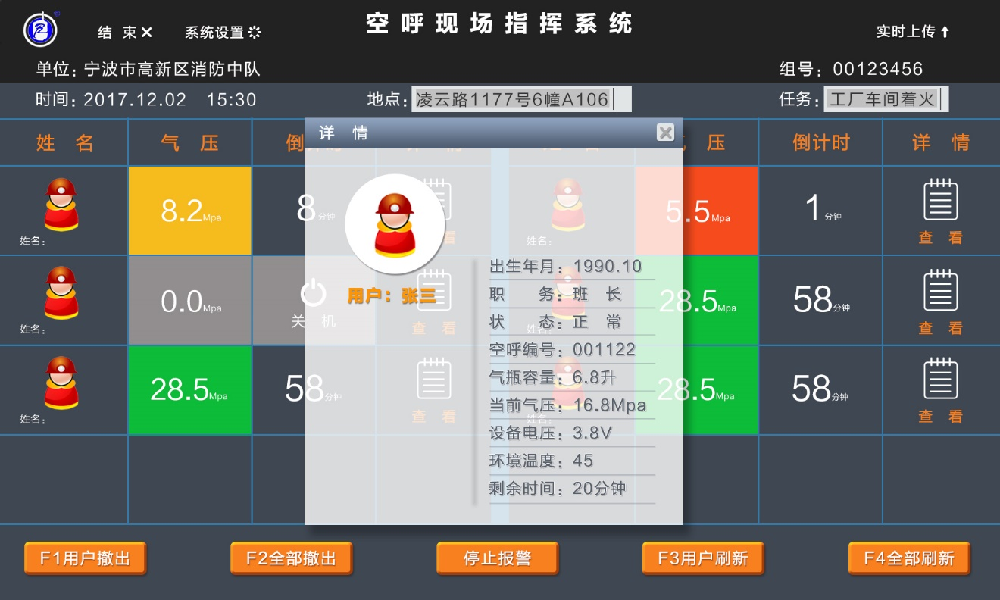 空呼现场指挥系统
结 束 系统设置 实时上传
单位：宁波市高新区消防中队 组号：00123456
时间：2017.12.02 15:30 地点：凌云路1177号6幢A106 任务：工厂车间着火
姓 名 气 压 倒 压 倒计时 详 情
详 情
8.2Mpa 8分钟 5.5Mpa 1分钟
姓名： 姓名： 查 看
0.0Mpa 关 机 28.5Mpa 58分钟
姓名： 查 看 查 看
28.5Mpa 58分钟 28.5Mpa 58分钟
姓名： 查 看 姓名： 查 看
用户：张三
出生年月：1990.10
职 务：班 长
状 态：正 常
空呼编号：001122
气瓶容量：6.8升
当前气压：16.8Mpa
设备电压：3.8V
环境温度：45
剩余时间：20分钟
F1用户撤出 F2全部撤出 停止报警 F3用户刷新 F4全部刷新